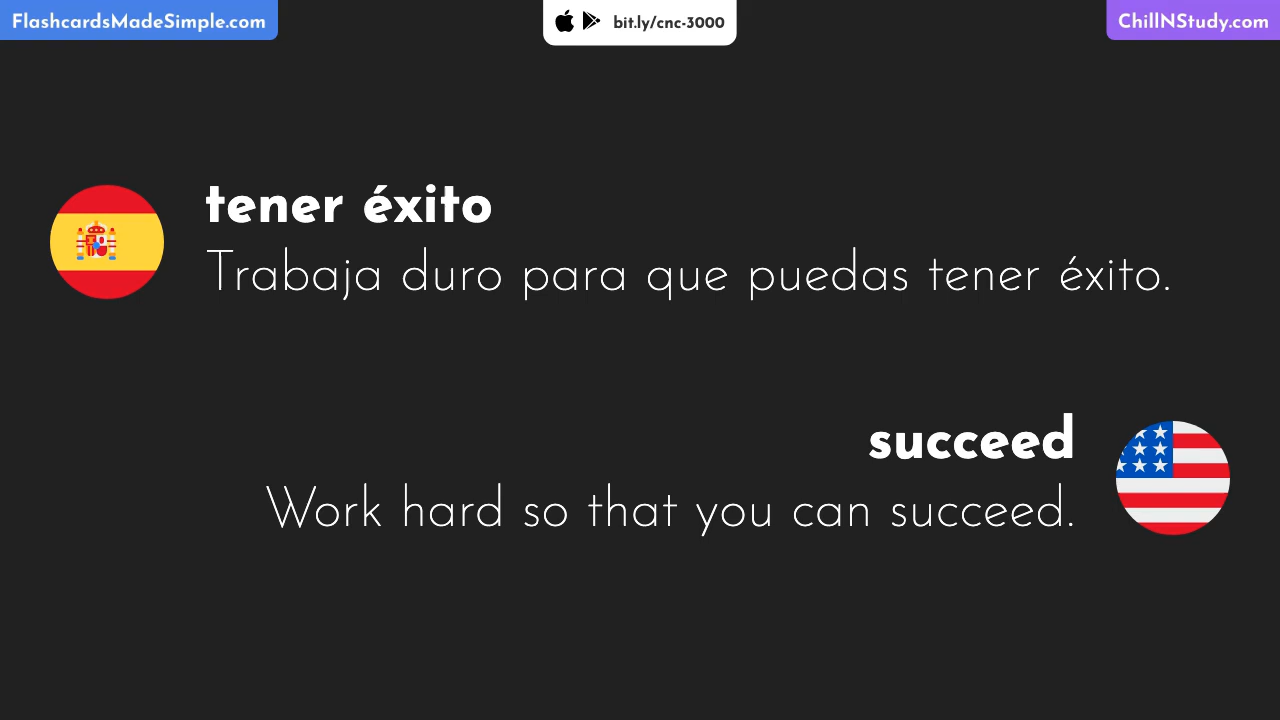 FlashcardsMadeSimple.com
bit.ly/cnc-3000
ChillNStudy.com
tener éxito
Trabaja duro para que puedas tener éxito.
succeed
Work hard so that you can succeed.